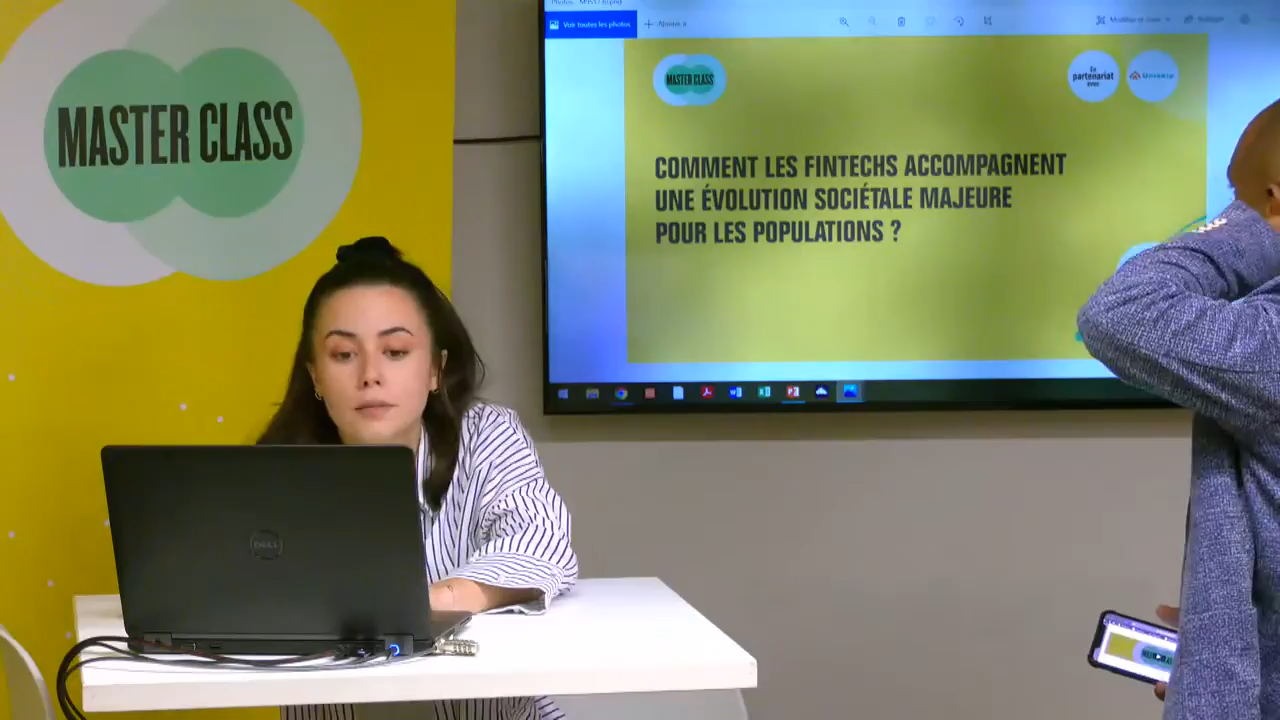 MASTER CLASS
Voir toutes les photos
MASTER CLASS
En
partenariat
avec
COMMENT LES FINTECHS ACCOMPAGNENT
UNE ÉVOLUTION SOCIÉTALE MAJEURE
POUR LES POPULATIONS ?
DELL